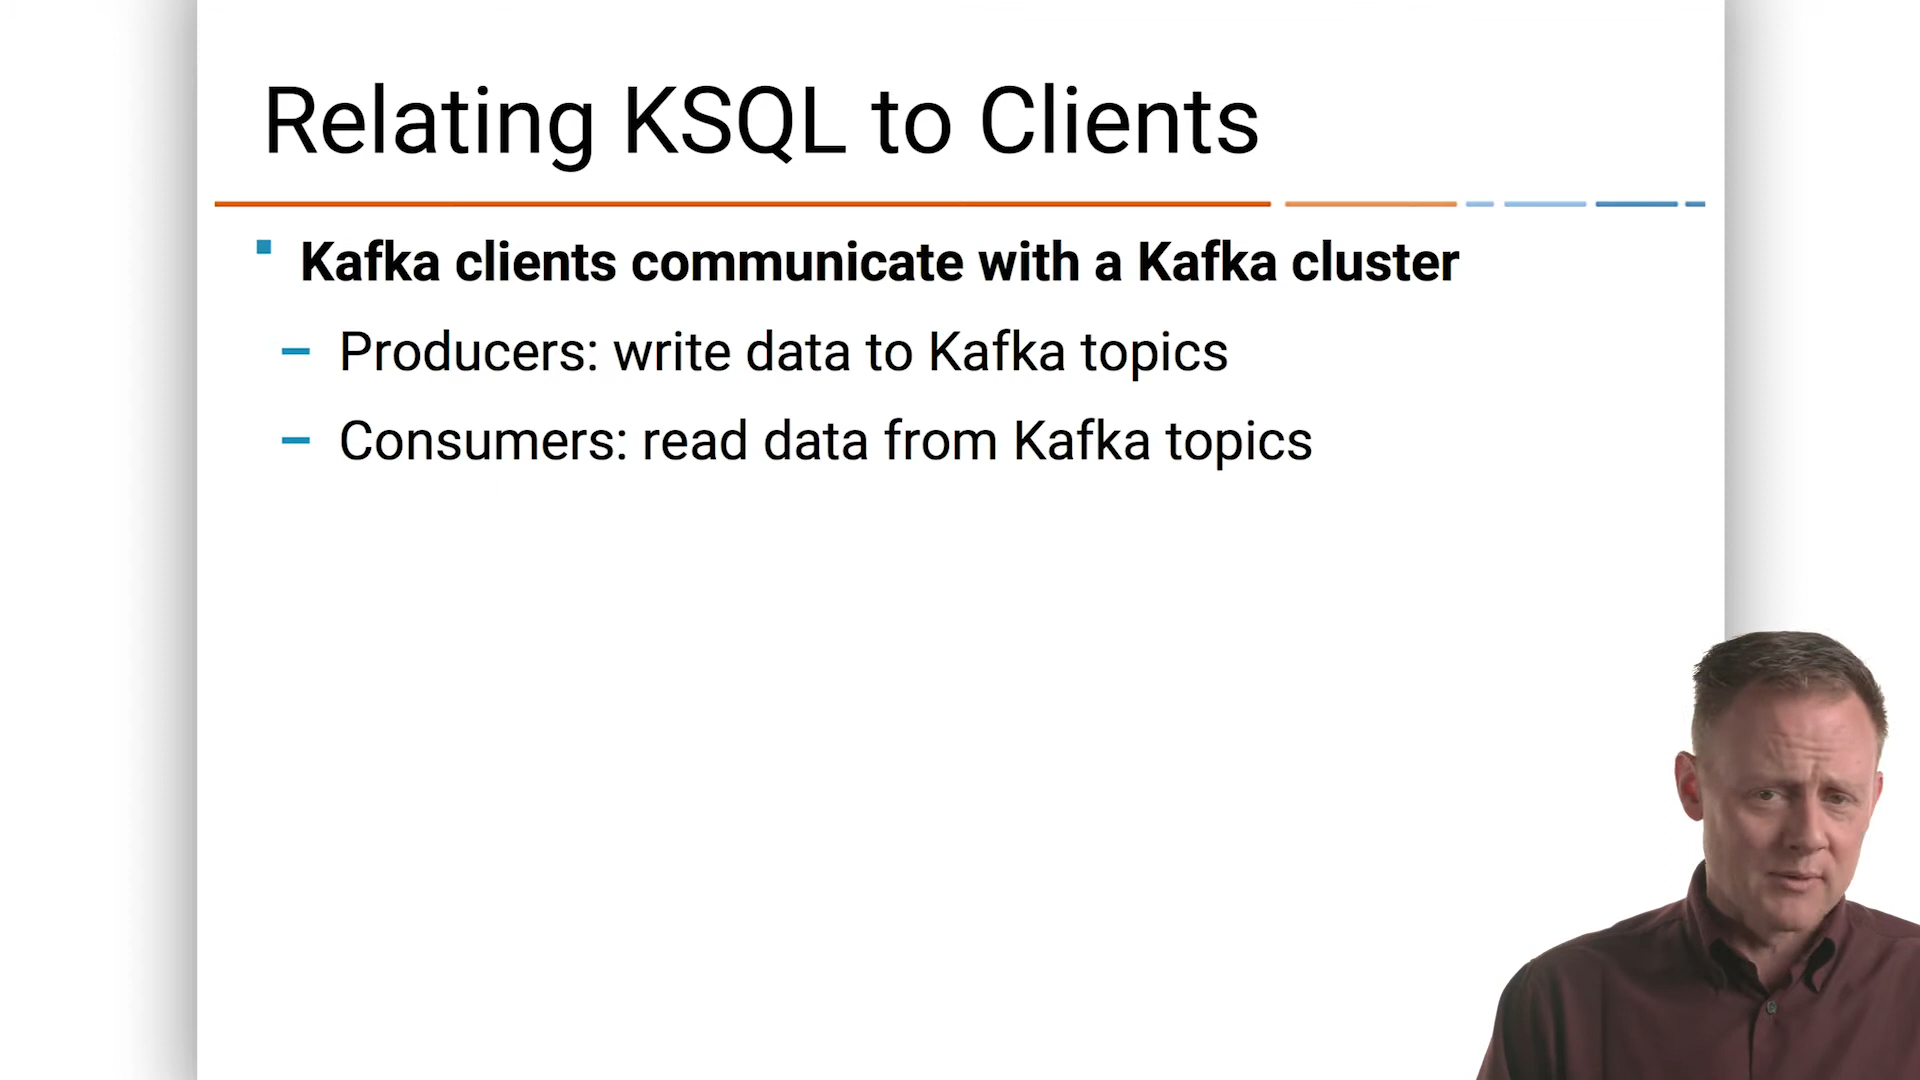 Relating KSQL to Clients
Kafka clients communicate with a Kafka cluster
Producers: write data to Kafka topics
Consumers: read data from Kafka topics